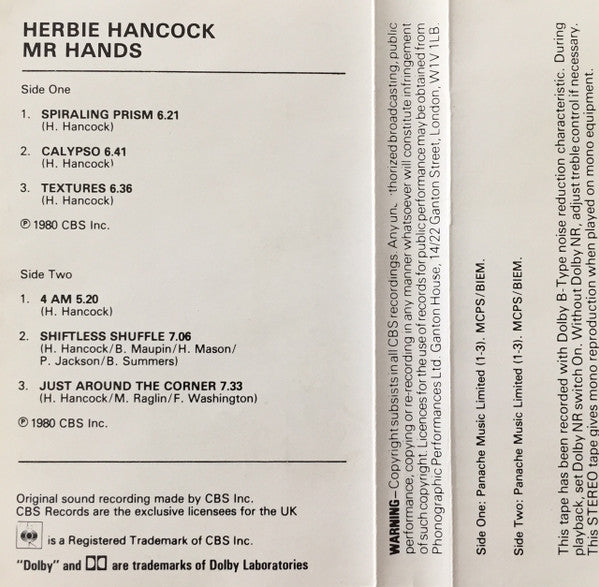 HERBIE HANCOCK
MR HANDS
Side One
1. SPIRALING PRISM 6.21
(H. Hancock)
2. CALYPSO 6.41
(H. Hancock)
3. TEXTURES 6.36
(H. Hancock)
℗ 1980 CBS Inc.
Side Two
1. 4 AM 5.20
(H. Hancock)
2. SHIFTLESS SHUFFLE 7.06
(H. Hancock/B. Maupin/H. Mason/
P. Jackson/B. Summers)
3. JUST AROUND THE CORNER 7.33
(H. Hancock/M. Raglin/F. Washington)
℗ 1980 CBS Inc.
Original sound recording made by CBS Inc.
CBS Records are the exclusive licensees for the UK
is a Registered Trademark of CBS Inc.
"Dolby" and are trademarks of Dolby Laboratories
WARNING–Copyright subsists in all CBS recordings. Any broadcasting, public
performance, copying or re-recording in any manner whatsoever will constitute infringement
of such copyright. Licences for the use of records for public performance may be obtained from
Phonographic Performances Ltd. Ganton House, 14/22 Ganton Street, London, W1V 1LB.
Side One: Panache Music Limited (1-3). MCPS/BIEM.
Side Two: Panache Music Limited (1-3). MCPS/BIEM.
This tape has been recorded with Dolby B-Type noise reduction characteristic. During
playback, set Dolby NR switch On. Without Dolby NR, adjust treble control if necessary.
This STEREO tape gives mono reproduction when played on mono equipment.